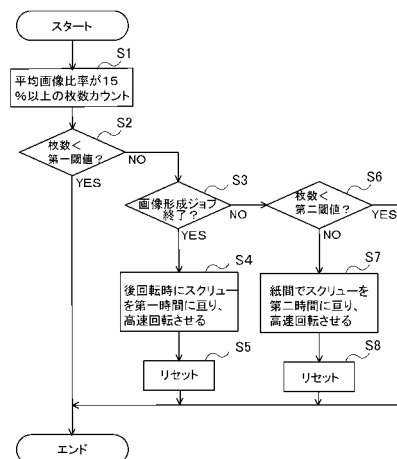 スタート
S1
平均画像比率が15
%以上の枚数カウント
S2
枚数<
第一閾値?
NO
YES
S3
画像形成ジョブ
終了?
NO
YES
S6
枚数<
第二閾値?
YES
NO
S4
後回転時にスクリュー
を第一時間に亘り、
高速回転させる
S7
紙間でスクリューを
第二時間に亘り、
高速回転させる
S5
リセット
S8
リセット
エンド